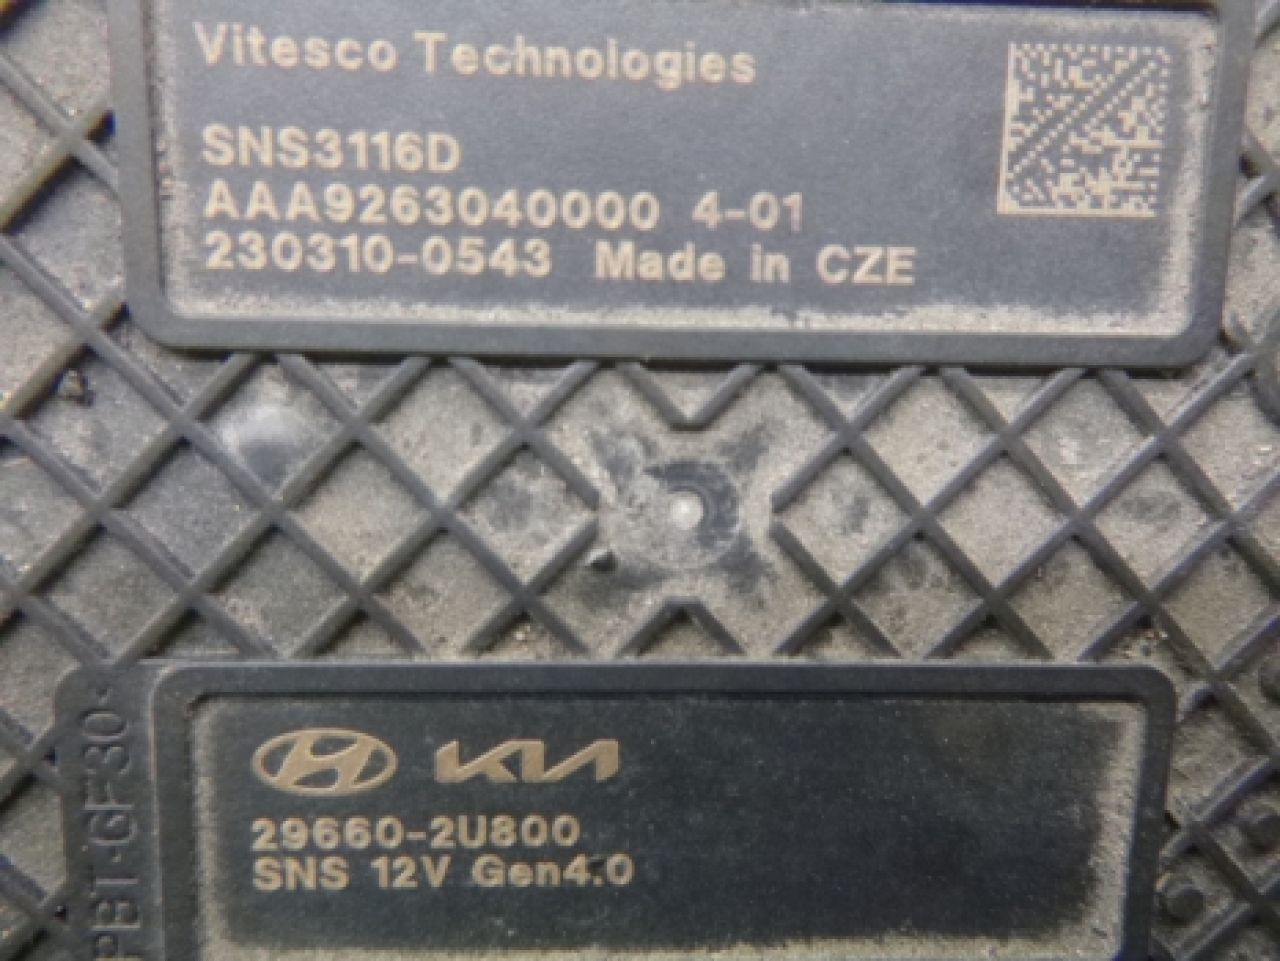 Vitesco Technologies
SNS3116D
AAA9263040000 4-01
230310-0543 Made in CZE
KIA
29660-2U800
SNS 12V Gen4.0
PBT-GF30